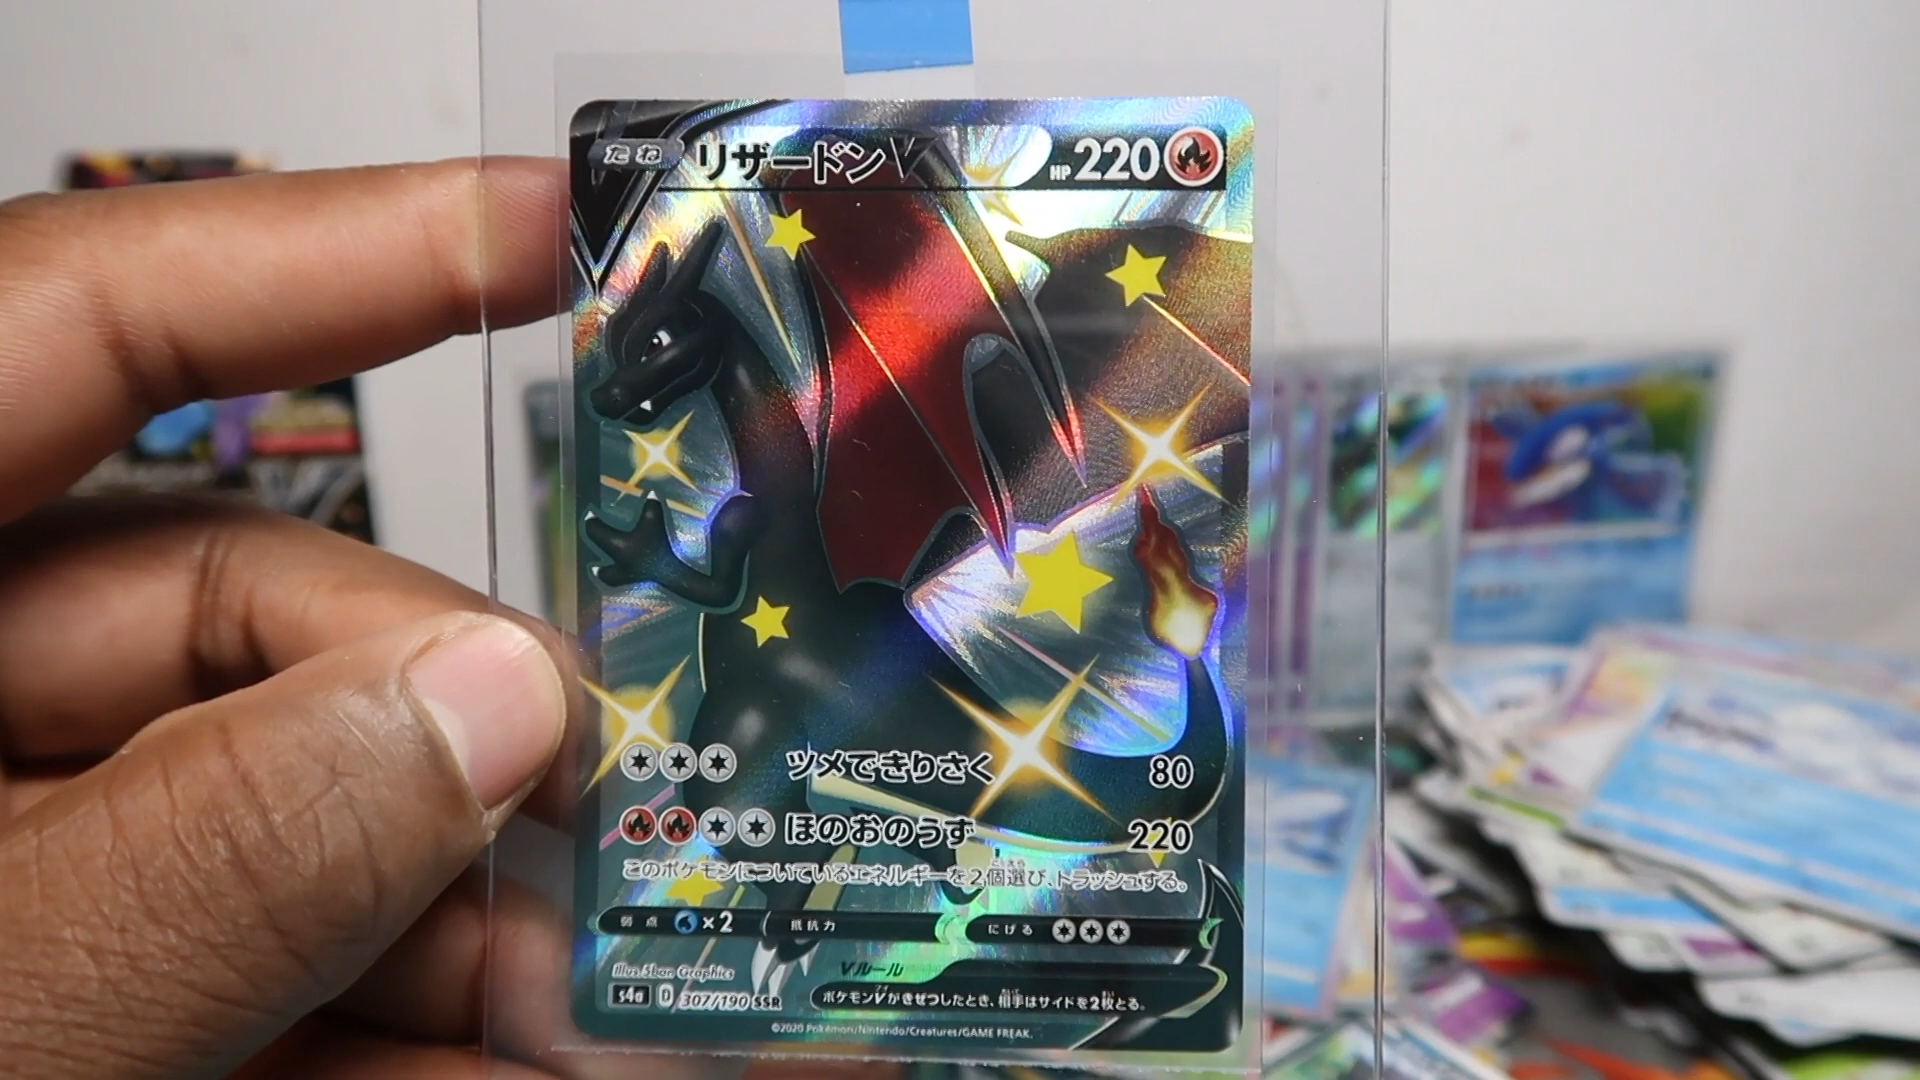 たね リザードンV HP220
ツメできりさく 80
ほのおのうず 220
このポケモンについているエネルギーを2個選び、トラッシュする。
弱点 ×2 抵抗力 にげる
Illus. 5ban Graphics
Vルール
s4a D 307/190 SSR
ポケモンVがきぜつしたとき、相手はサイドを2枚とる。
©2020 Pokémon/Nintendo/Creatures/GAME FREAK.